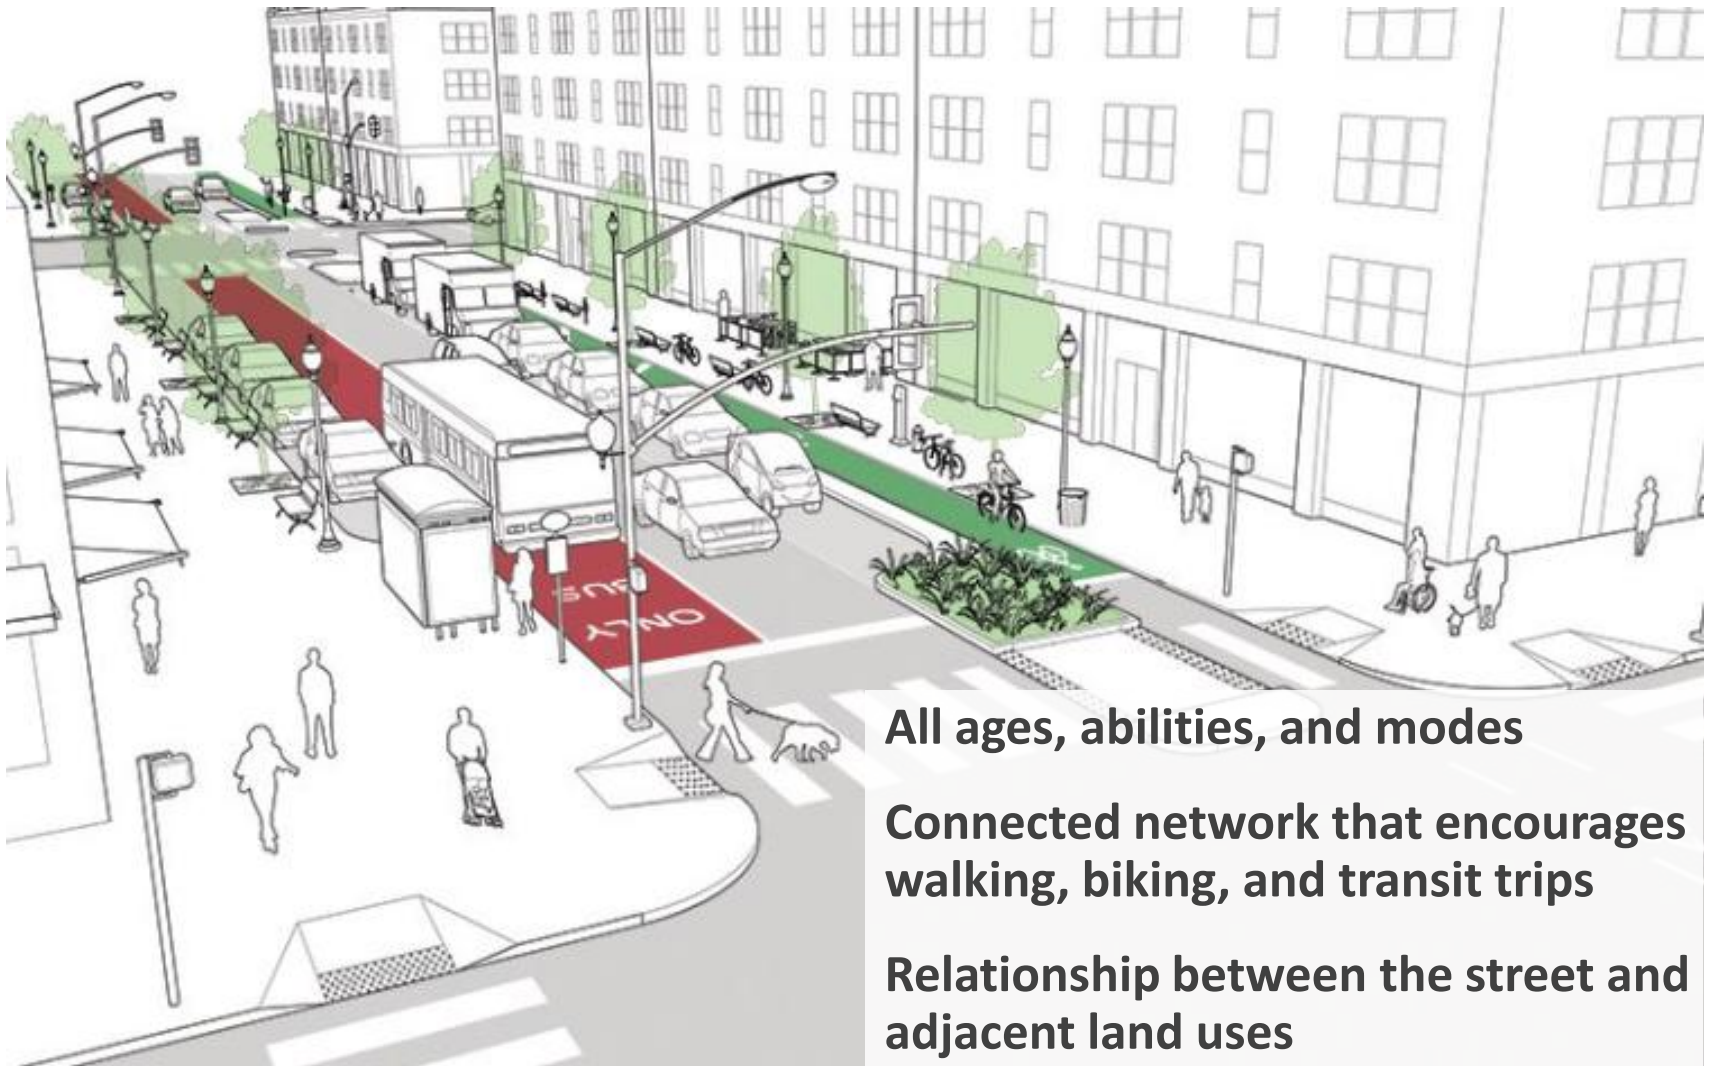 BUS
ONLY
All ages, abilities, and modes
Connected network that encourages
walking, biking, and transit trips
Relationship between the street and
adjacent land uses